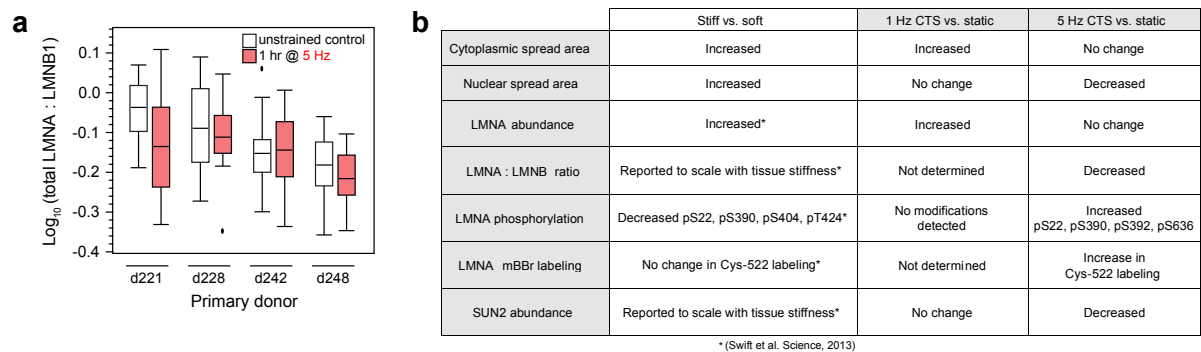 a
unstrained control
1 hr @ 5 Hz
Log10 (total LMNA : LMNB1)
0.1
0.0
-0.1
-0.2
-0.3
-0.4
d221 d228 d242 d248
Primary donor
b
Stiff vs. soft 1 Hz CTS vs. static 5 Hz CTS vs. static
Cytoplasmic spread area Increased Increased No change
Nuclear spread area Increased No change Decreased
LMNA abundance Increased* Increased No change
LMNA : LMNB ratio Reported to scale with tissue stiffness* Not determined Decreased
LMNA phosphorylation Decreased pS22, pS390, pS404, pT424* No modifications detected Increased pS22, pS390, pS392, pS636
LMNA mBBr labeling No change in Cys-522 labeling* Not determined Increase in Cys-522 labeling
SUN2 abundance Reported to scale with tissue stiffness* No change Decreased
* (Swift et al. Science, 2013)